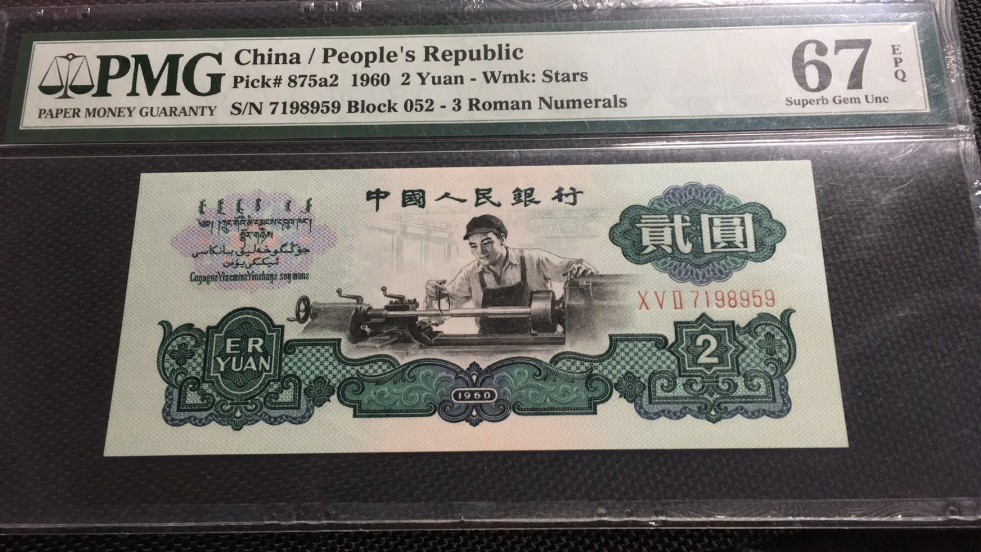 PMG
PAPER MONEY GUARANTY
China / People's Republic
Pick# 875a2 1960 2 Yuan - Wmk: Stars
S/N 7198959 Block 052 - 3 Roman Numerals
67 EPQ
Superb Gem Unc
中國人民銀行
貳圓
XVII 7198959
ER
YUAN
2
1960